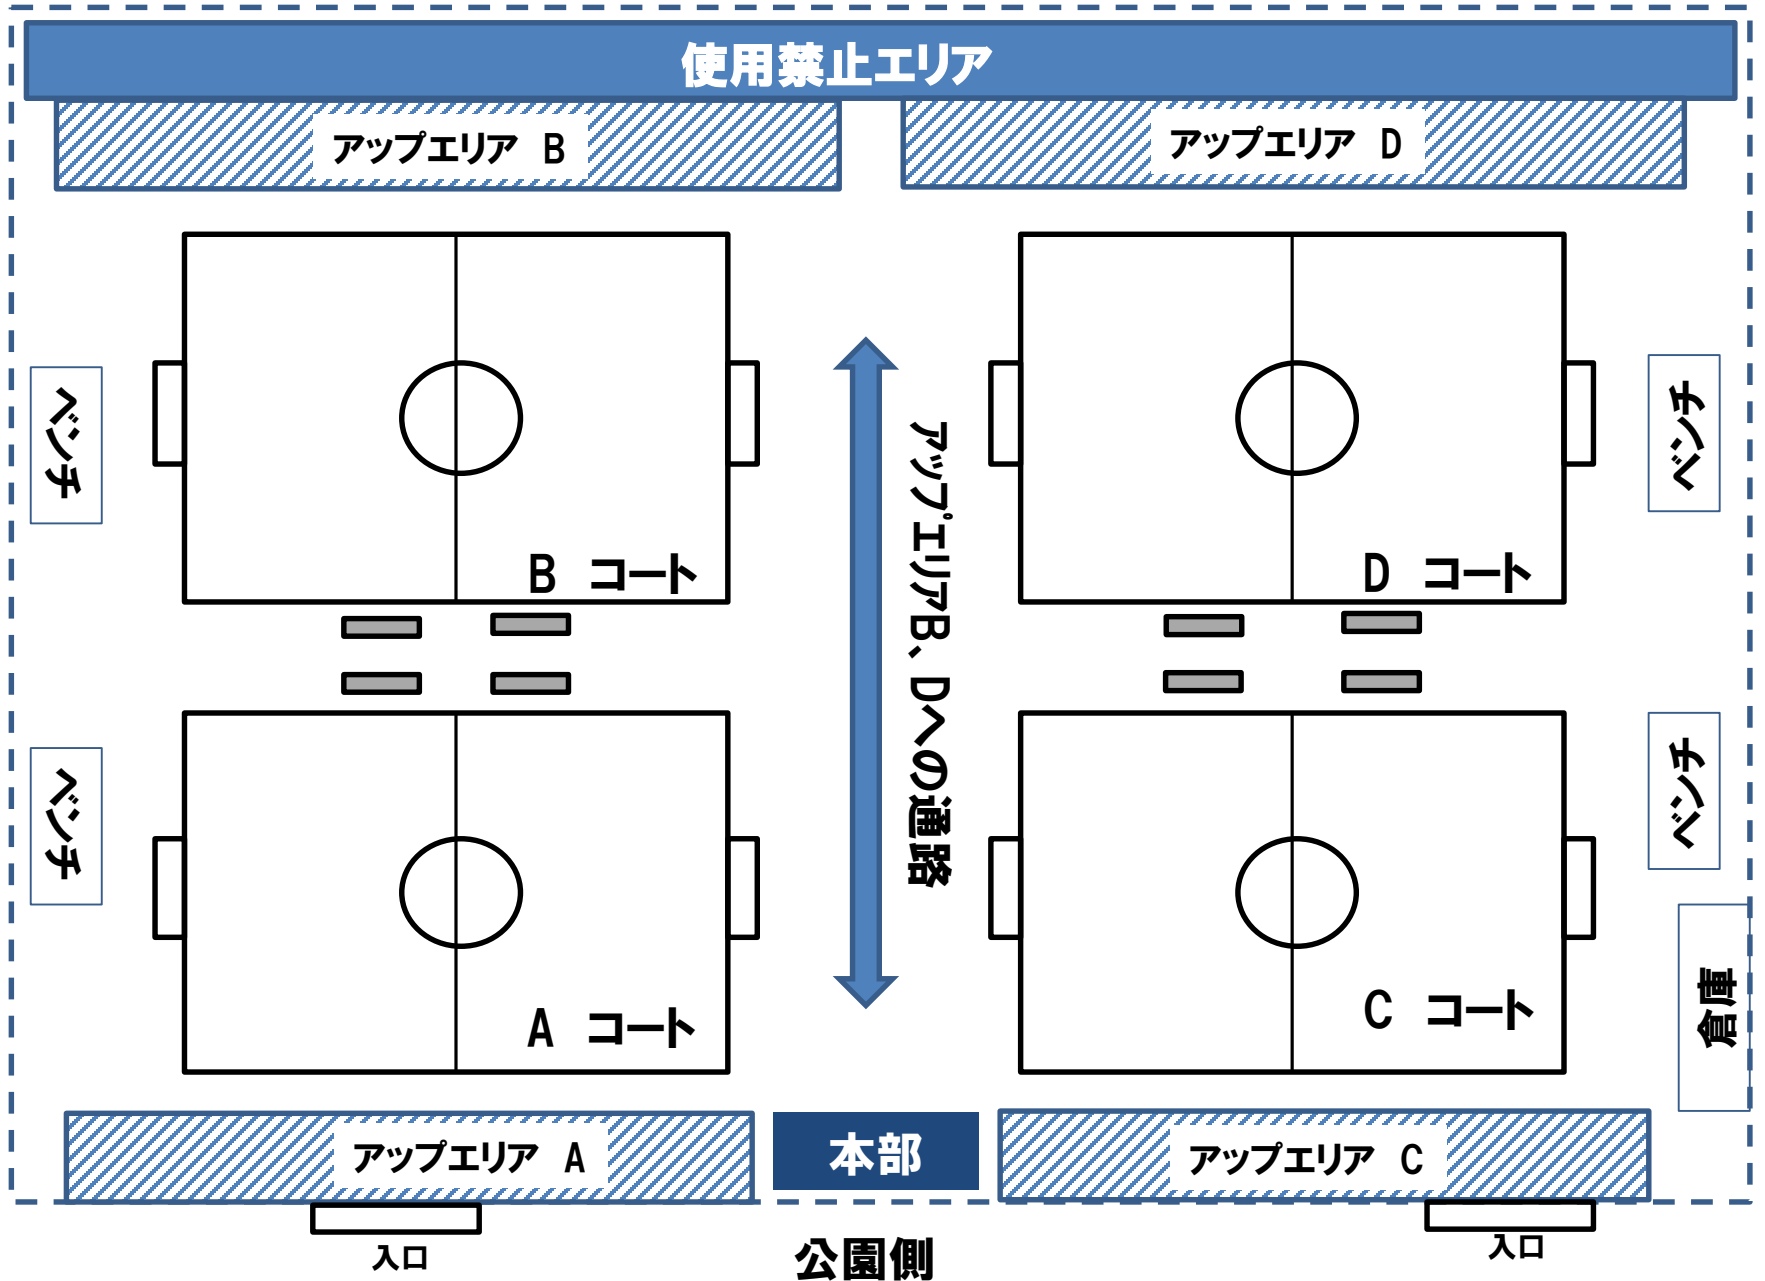 使用禁止エリア
アップエリア B
アップエリア D
ベンチ
ベンチ
B コート
D コート
アップエリアB、Dへの通路
ベンチ
ベンチ
A コート
C コート
倉庫
アップエリア A
本部
アップエリア C
入口
公園側
入口